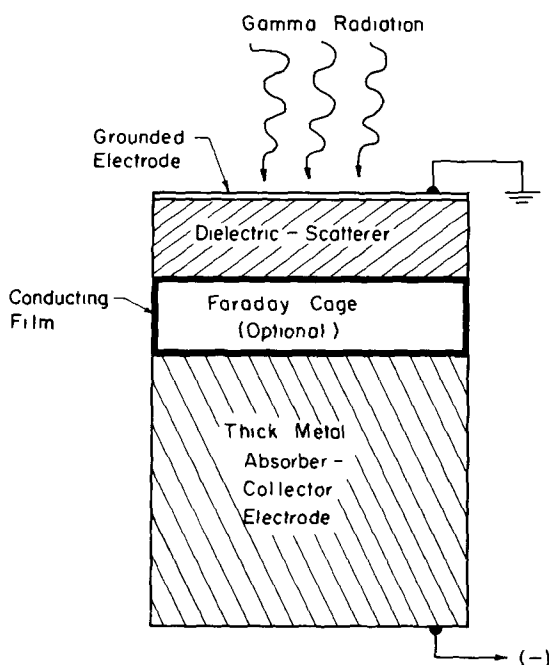 Gamma Radiation
Grounded
Electrode
Dielectric - Scatterer
Conducting
Film
Faraday Cage
(Optional)
Thick Metal
Absorber -
Collector
Electrode
(-)